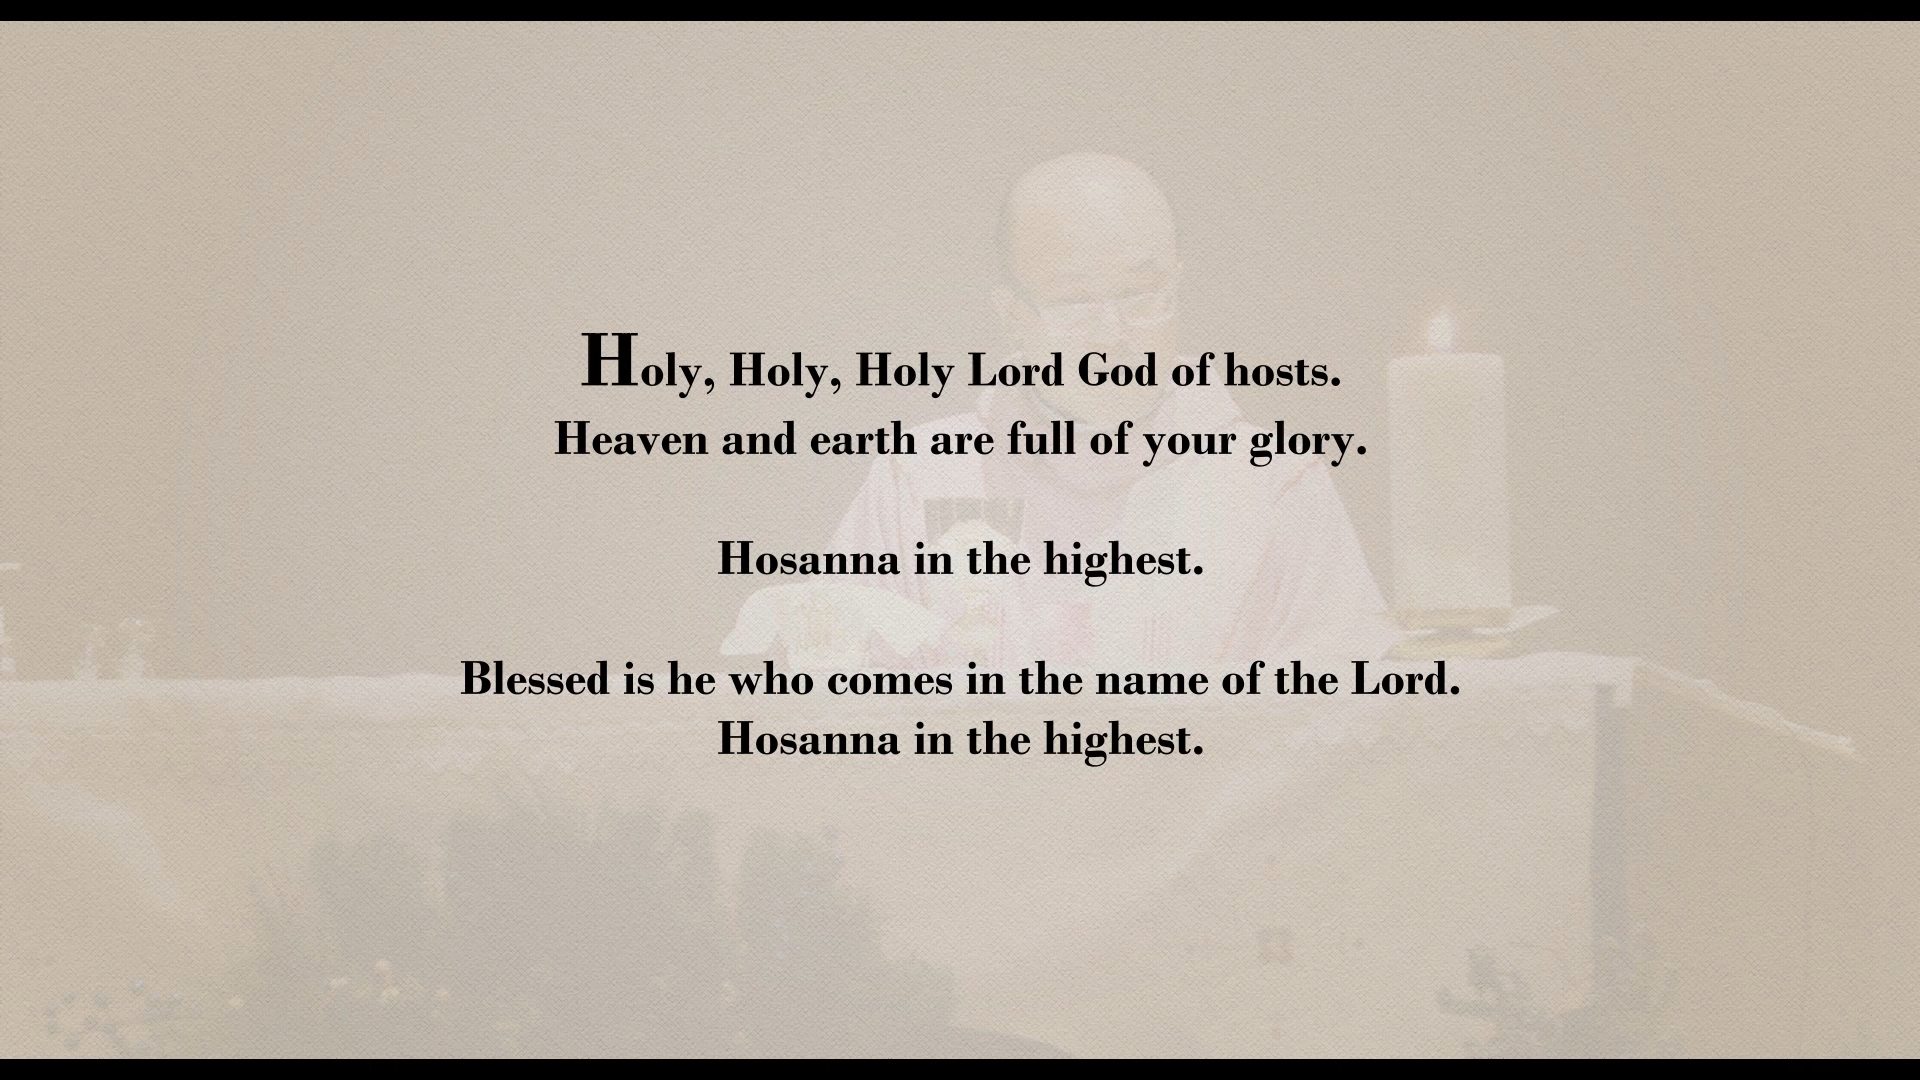 Holy, Holy, Holy Lord God of hosts.
Heaven and earth are full of your glory.
Hosanna in the highest.
Blessed is he who comes in the name of the Lord.
Hosanna in the highest.